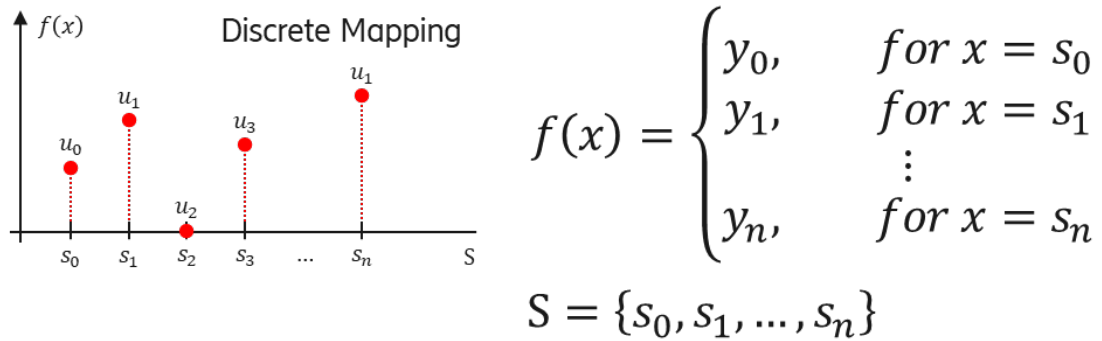 f(x)
Discrete Mapping
u₀
u₁
u₂
u₃
u₁
s₀ s₁ s₂ s₃ ... sₙ S
f(x) = { y₀, for x = s₀
y₁, for x = s₁
⋮
yₙ, for x = sₙ
S = {s₀, s₁, ..., sₙ}